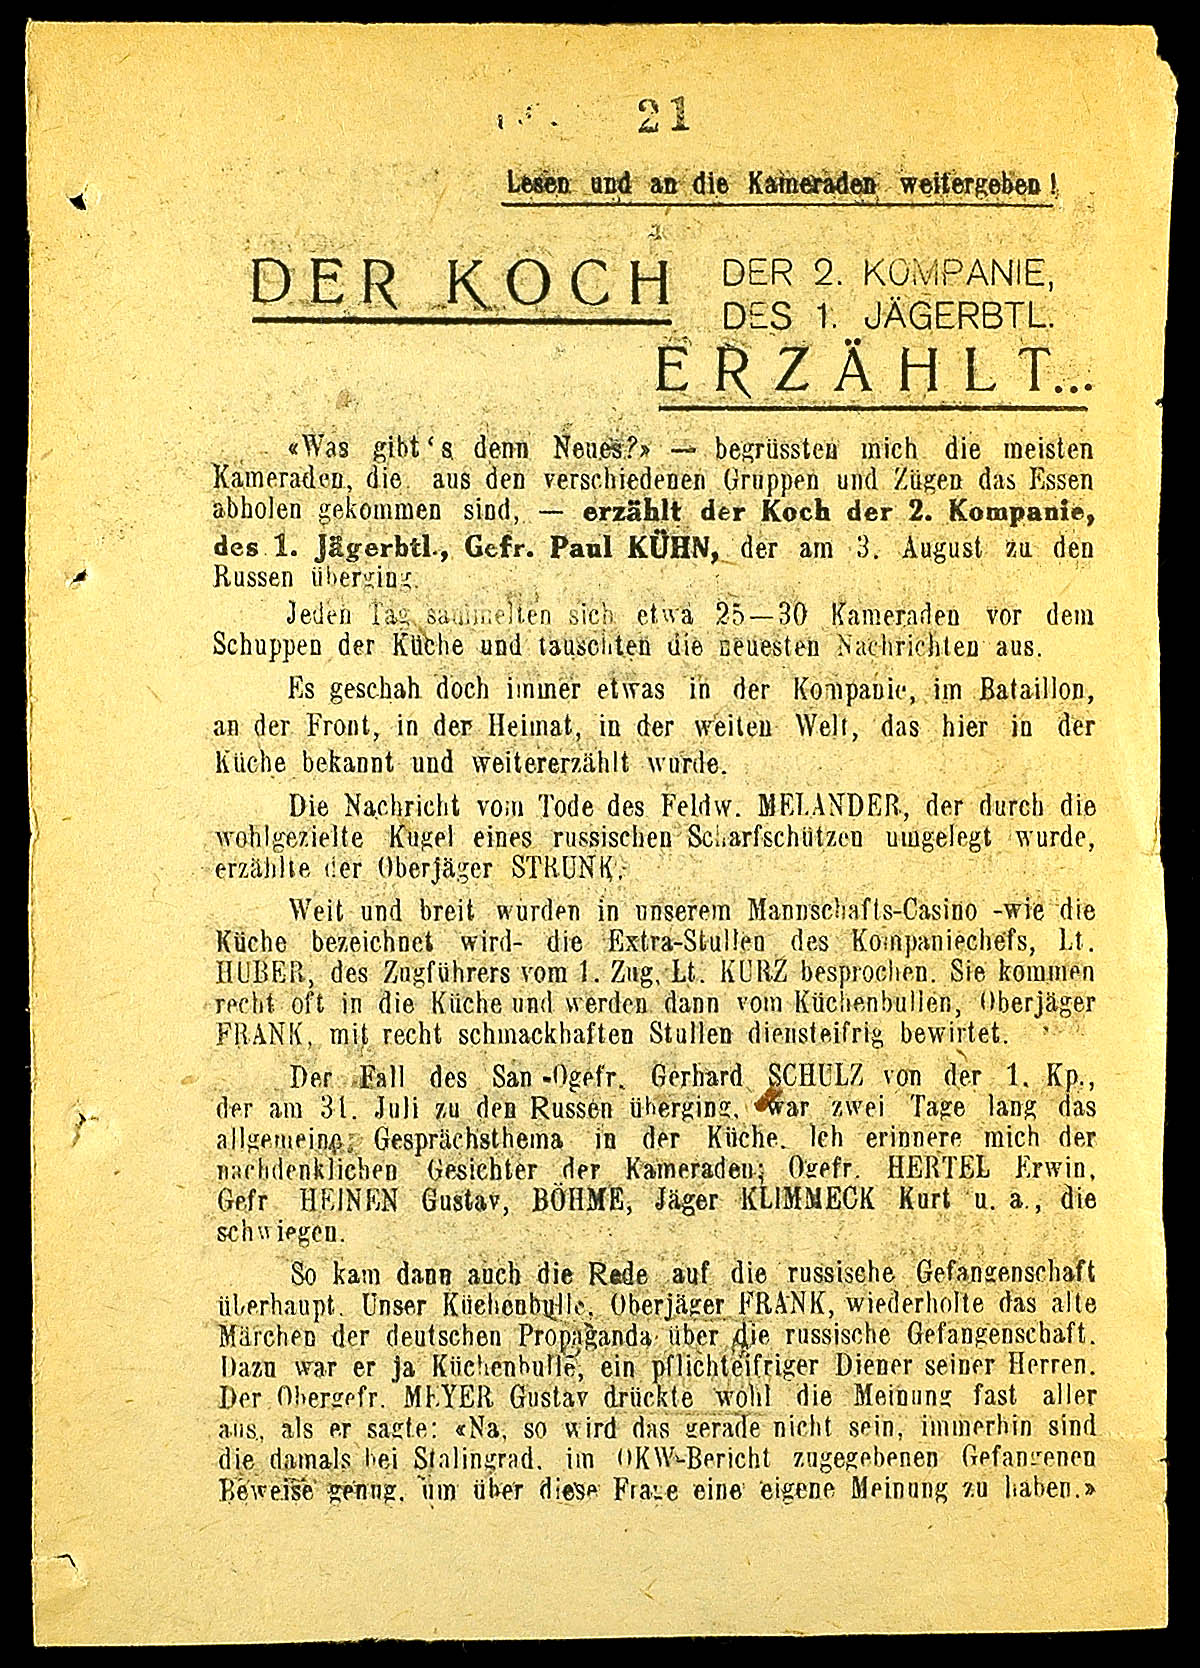 21
Lesen und an die Kameraden weitergeben!
DER KOCH DER 2. KOMPANIE,
DES 1. JÄGERBTL.
ERZÄHLT...
«Was gibt‘s denn Neues?» — begrüssten mich die meisten
Kameraden, die aus den verschiedenen Gruppen und Zügen das Essen
abholen gekommen sind, — erzählt der Koch der 2. Kompanie,
des 1. Jägerbtl., Gefr. Paul KÜHN, der am 3. August zu den
Russen überging.
Jeden Tag sammelten sich etwa 25—30 Kameraden vor dem
Schuppen der Küche und tauschten die neuesten Nachrichten aus.
Es geschah doch immer etwas in der Kompanie, im Bataillon,
an der Front, in der Heimat, in der weiten Welt, das hier in der
Küche bekannt und weitererzählt wurde.
Die Nachricht vom Tode des Feldw. MELANDER, der durch die
wohlgezielte Kugel eines russischen Scharfschützen umgelegt wurde,
erzählte der Oberjäger STRUNK.
Weit und breit wurden in unserem Mannschafts-Casino -wie die
Küche bezeichnet wird- die Extra-Stullen des Kompaniechefs, Lt.
HUBER, des Zugführers vom 1. Zug, Lt. KURZ besprochen. Sie kommen
recht oft in die Küche und werden dann vom Küchenbullen, Oberjäger
FRANK, mit recht schmackhaften Stullen diensteifrig bewirtet.
Der Fall des San-Ogefr. Gerhard SCHULZ von der 1. Kp.,
der am 31. Juli zu den Russen überging, war zwei Tage lang das
allgemeine Gesprächsthema in der Küche. Ich erinnere mich der
nachdenklichen Gesichter der Kameraden; Ogefr. HERTEL Erwin,
Gefr HEINEN Gustav, BÖHME, Jäger KLIMMECK Kurt u. a., die
schwiegen.
So kam dann auch die Rede auf die russische Gefangenschaft
überhaupt. Unser Küchenbulle, Oberjäger FRANK, wiederholte das alte
Märchen der deutschen Propaganda über die russische Gefangenschaft.
Dazu war er ja Küchenbulle, ein pflichteifriger Diener seiner Herren.
Der Obergefr. MEYER Gustav drückte wohl die Meinung fast aller
aus, als er sagte: «Na, so wird das gerade nicht sein, immerhin sind
die damals bei Stalingrad, im OKW-Bericht zugegebenen Gefangenen
Beweise genug, um über diese Frage eine eigene Meinung zu haben.»